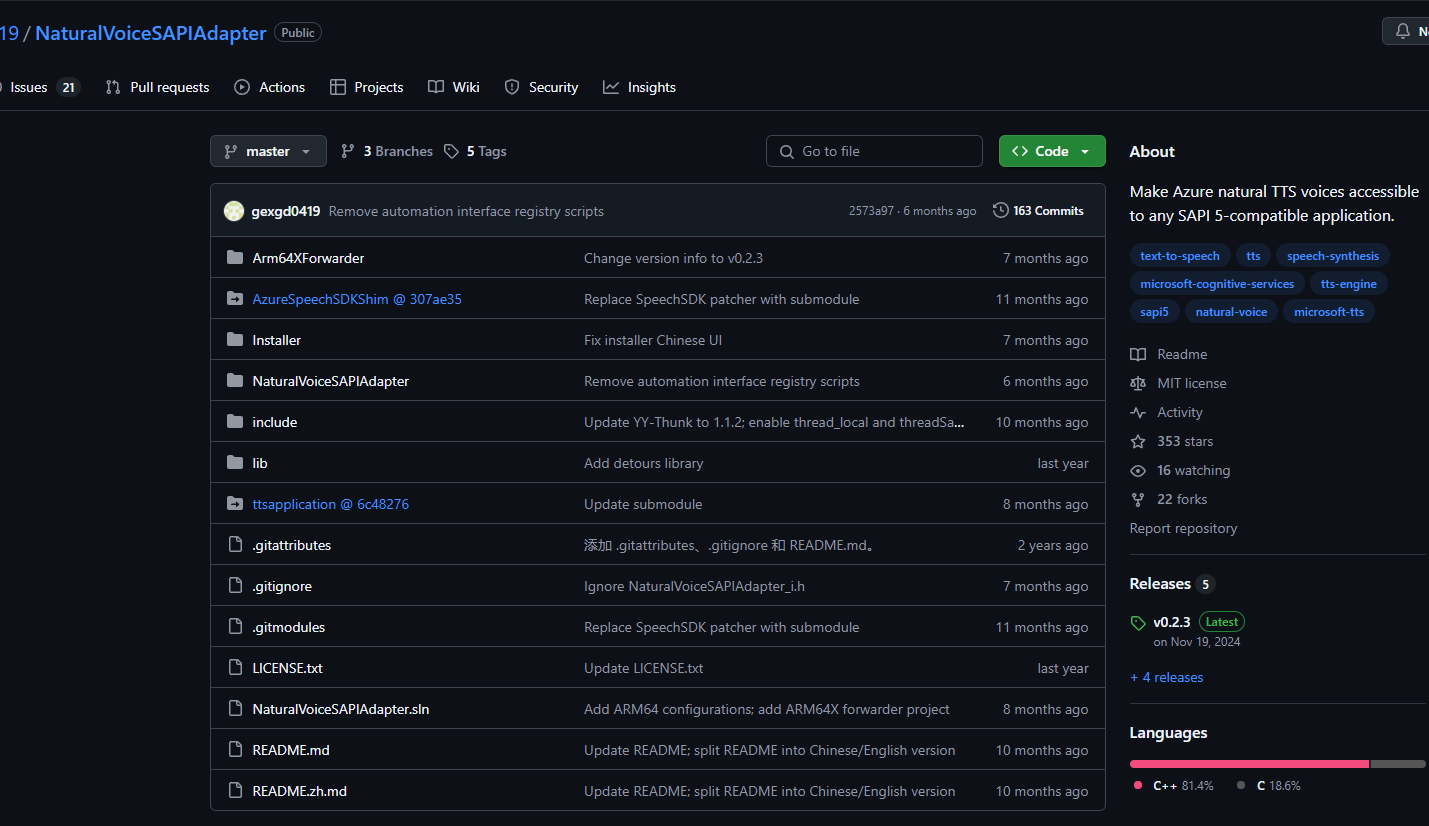 19 / NaturalVoiceSAPIAdapter Public
Issues 21 Pull requests Actions Projects Wiki Security Insights
master 3 Branches 5 Tags Go to file Code
gexgd0419 Remove automation interface registry scripts 2573a97 · 6 months ago 163 Commits
Arm64XForwarder Change version info to v0.2.3 7 months ago
AzureSpeechSDKShim @ 307ae35 Replace SpeechSDK patcher with submodule 11 months ago
Installer Fix installer Chinese UI 7 months ago
NaturalVoiceSAPIAdapter Remove automation interface registry scripts 6 months ago
include Update YY-Thunk to 1.1.2; enable thread_local and threadSa... 10 months ago
lib Add detours library last year
ttsapplication @ 6c48276 Update submodule 8 months ago
.gitattributes 添加 .gitattributes、.gitignore 和 README.md。 2 years ago
.gitignore Ignore NaturalVoiceSAPIAdapter_i.h 7 months ago
.gitmodules Replace SpeechSDK patcher with submodule 11 months ago
LICENSE.txt Update LICENSE.txt last year
NaturalVoiceSAPIAdapter.sln Add ARM64 configurations; add ARM64X forwarder project 8 months ago
README.md Update README; split README into Chinese/English version 10 months ago
README.zh.md Update README; split README into Chinese/English version 10 months ago
About
Make Azure natural TTS voices accessible
to any SAPI 5-compatible application.
text-to-speech tts speech-synthesis
microsoft-cognitive-services tts-engine
sapi5 natural-voice microsoft-tts
Readme
MIT license
Activity
353 stars
16 watching
22 forks
Report repository
Releases 5
v0.2.3 Latest
on Nov 19, 2024
+ 4 releases
Languages
C++ 81.4% C 18.6%